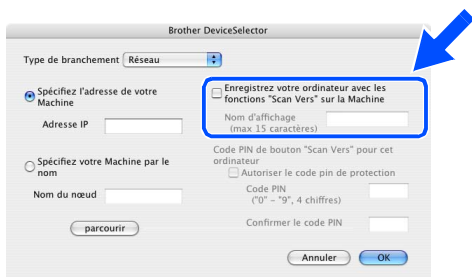 Brother DeviceSelector
Type de branchement Réseau
Spécifiez l'adresse de votre
Machine
Adresse IP
Enregistrez votre ordinateur avec les
fonctions "Scan Vers" sur la Machine
Nom d'affichage
(max 15 caractères)
Spécifiez votre Machine par le
nom
Nom du nœud
parcourir
Code PIN de bouton "Scan Vers" pour cet
ordinateur
Autoriser le code pin de protection
Code PIN
("0" – "9", 4 chiffres)
Confirmer le code PIN
Annuler
OK